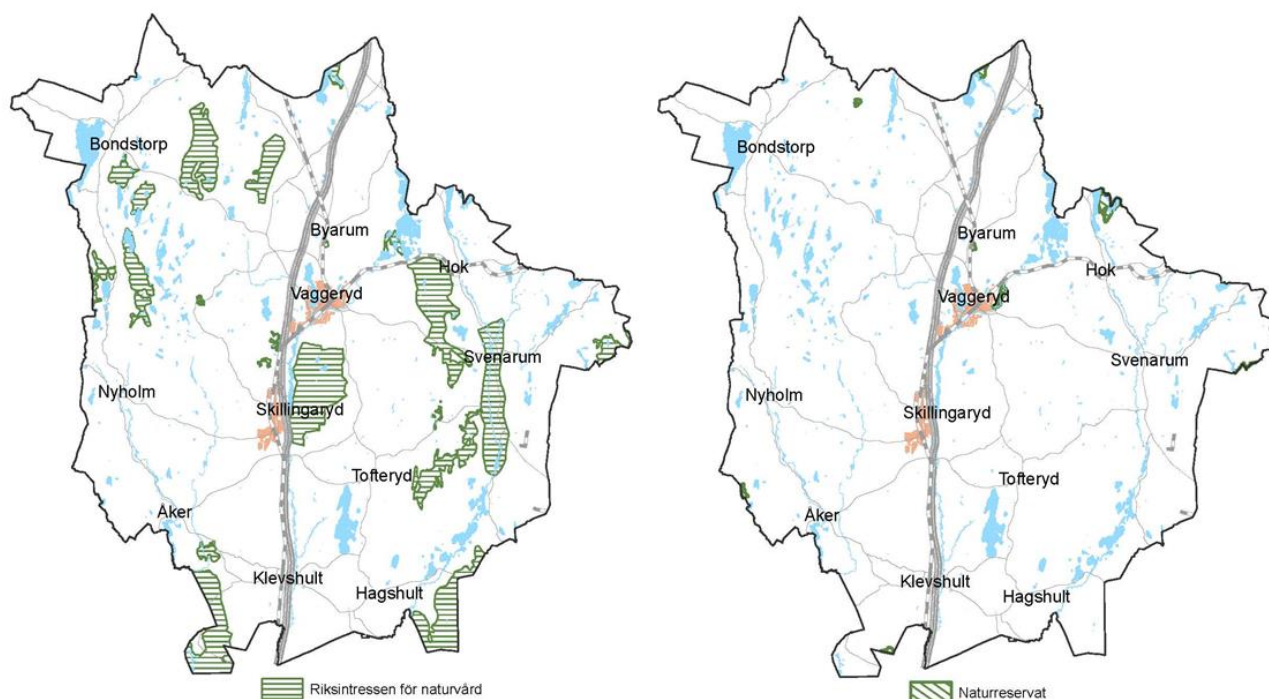 Bondstorp
Byarum
Hok
Vaggeryd
Svenarum
Nyholm
Skillingaryd
Tofteryd
Åker
Klevshult
Hagshult
Riksintressen för naturvård
Bondstorp
Byarum
Hok
Vaggeryd
Svenarum
Nyholm
Skillingaryd
Tofteryd
Åker
Klevshult
Hagshult
Naturreservat